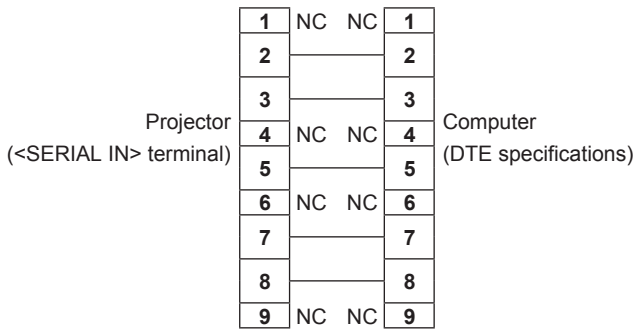 1 NC NC 1
2 2
3 3
Projector
(<SERIAL IN> terminal)
4 NC NC 4
Computer
(DTE specifications)
5 5
6 NC NC 6
7 7
8 8
9 NC NC 9